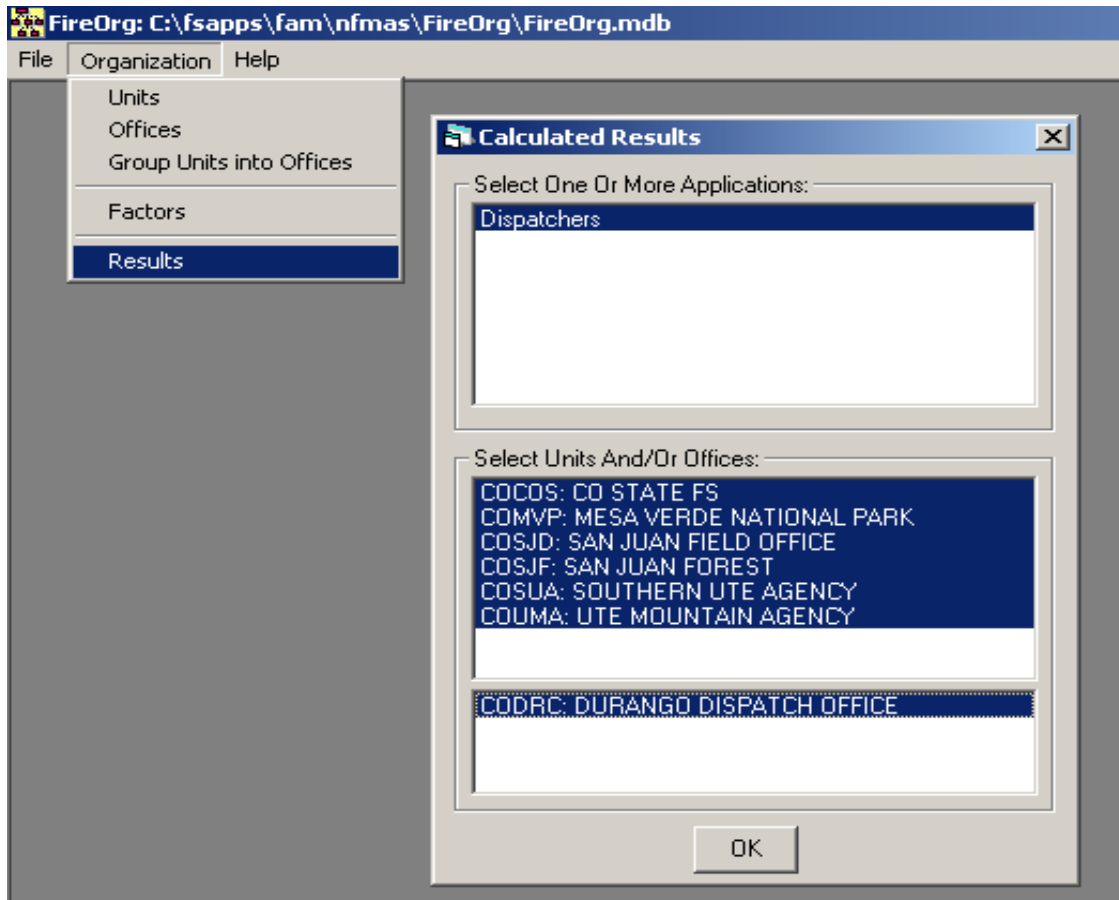 FireOrg: C:\fsapps\fam\nfmas\FireOrg\FireOrg.mdb
File Organization Help
Units
Offices
Group Units into Offices
Factors
Results
Calculated Results
Select One Or More Applications:
Dispatchers
Select Units And/Or Offices:
COCOS: CO STATE FS
COMVP: MESA VERDE NATIONAL PARK
COSJD: SAN JUAN FIELD OFFICE
COSJF: SAN JUAN FOREST
COSUA: SOUTHERN UTE AGENCY
COUMA: UTE MOUNTAIN AGENCY
CODRC: DURANGO DISPATCH OFFICE
OK